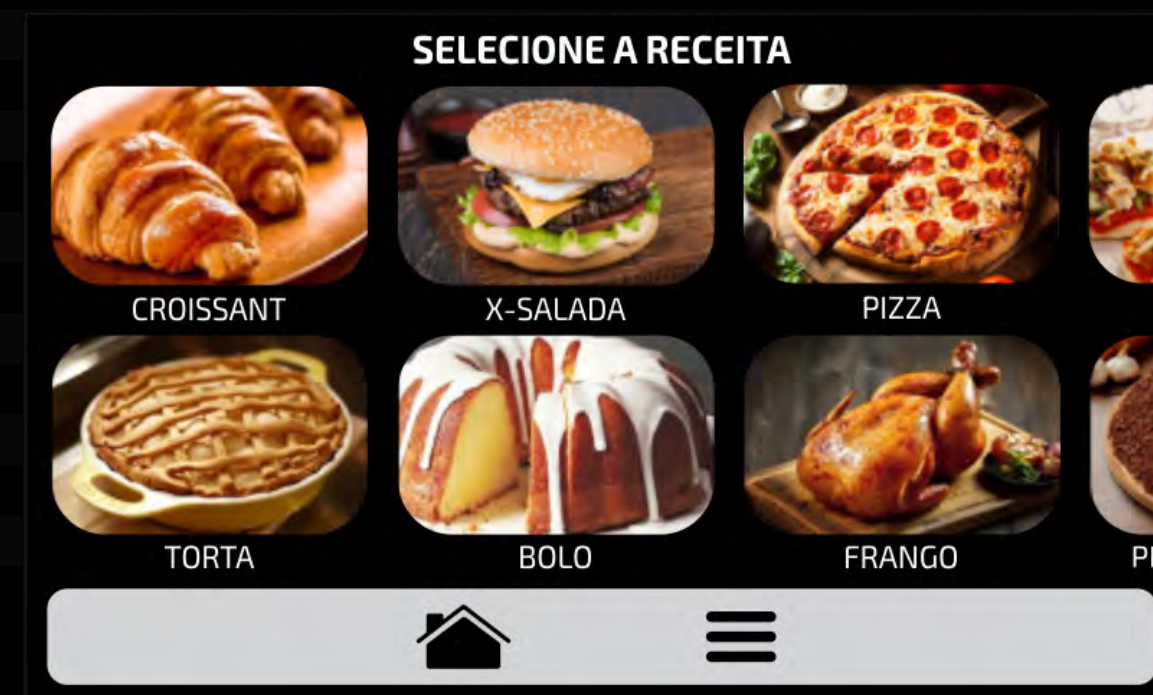 SELECIONE A RECEITA
CROISSANT
X-SALADA
PIZZA
TORTA
BOLO
FRANGO